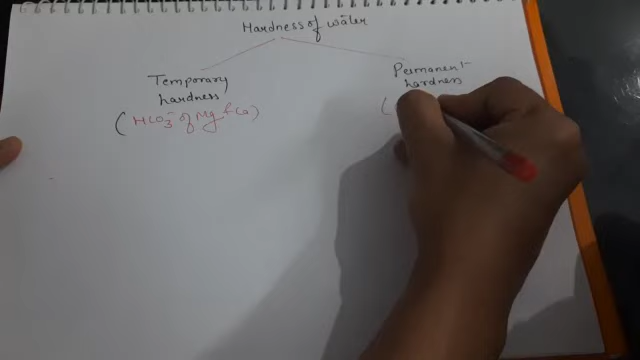 Hardness of water
Temporary
hardness
(HCO3- of Mg & Ca)
Permanent
hardness
(